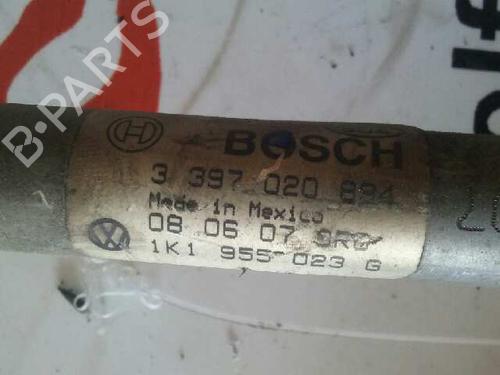 B-PARTS
BOSCH
3 397 020 894
Made in Mexico
08 06 07
1K1 955 023 G